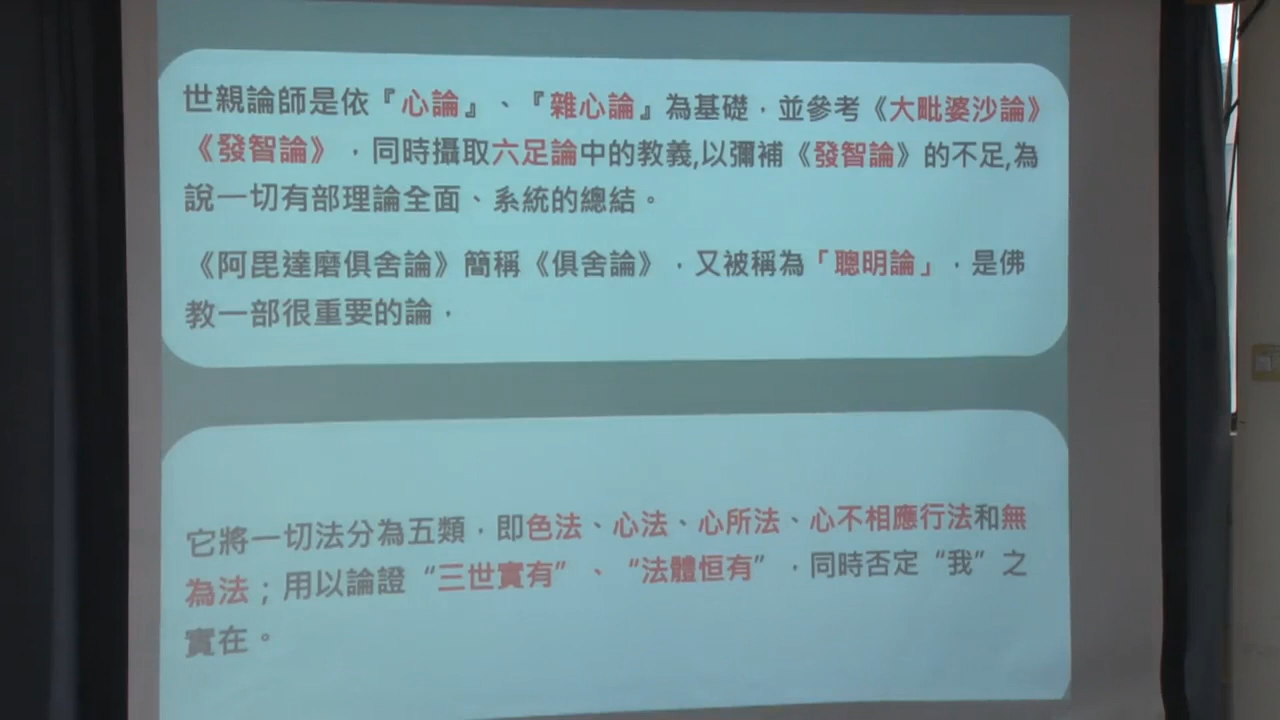 世親論師是依『心論』、『雜心論』為基礎，並參考《大毗婆沙論》
《發智論》，同時攝取六足論中的教義,以彌補《發智論》的不足,為
說一切有部理論全面、系統的總結。
《阿毘達磨俱舍論》簡稱《俱舍論》，又被稱為「聰明論」，是佛
教一部很重要的論，
它將一切法分為五類，即色法、心法、心所法、心不相應行法和無
為法；用以論證“三世實有”、“法體恒有”，同時否定“我”之
實在。